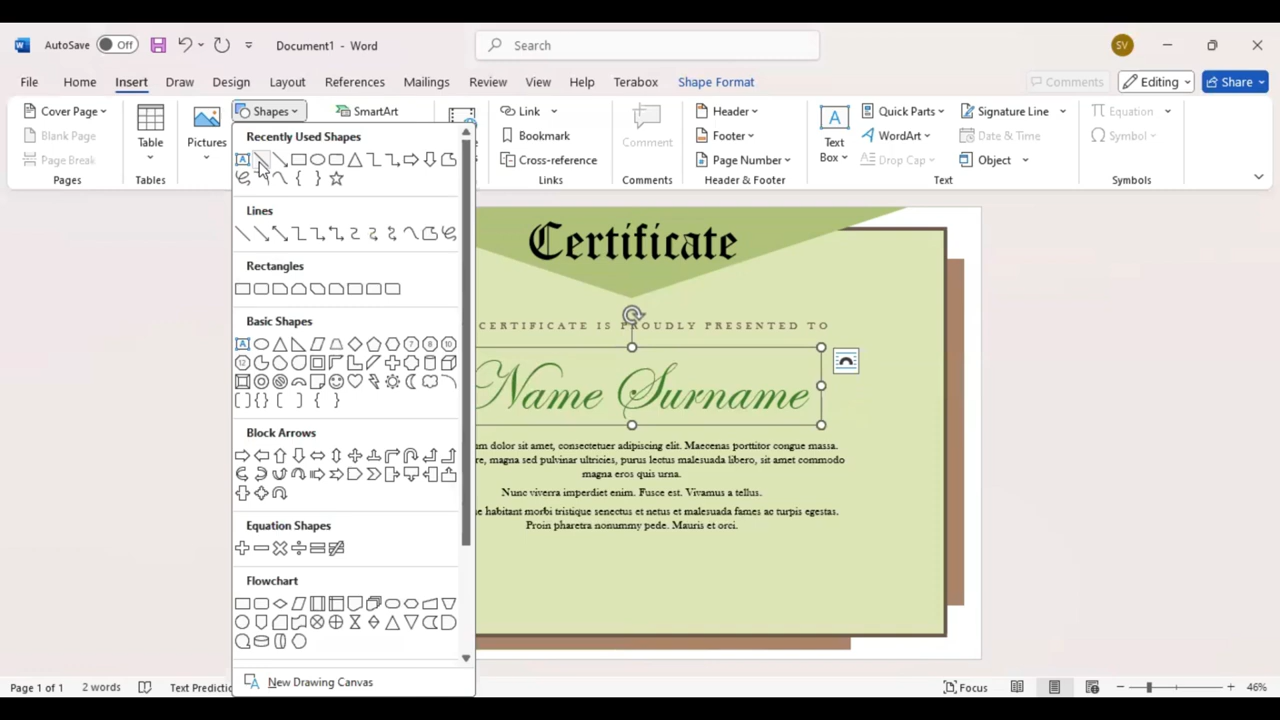 AutoSave Off Document1 - Word Search SV
File Home Insert Draw Design Layout References Mailings Review View Help Terabox Shape Format Comments Editing Share
Cover Page Shapes SmartArt Link Header Quick Parts Signature Line Equation
Blank Page Bookmark Footer WordArt Date & Time Symbol
Page Break Table Pictures Cross-reference Comment Page Number Text Box Drop Cap Object
Pages Tables Links Comments Header & Footer Text Symbols
Recently Used Shapes
Lines
Rectangles
Basic Shapes
Block Arrows
Equation Shapes
Flowchart
New Drawing Canvas
Certificate
CERTIFICATE IS PROUDLY PRESENTED TO
Name Surname
dolor sit amet, consectetuer adipiscing elit. Maecenas porttitor congue massa.
magna sed pulvinar ultricies, purus lectus malesuada libero, sit amet commodo
magna eros quis urna.
Nunc viverra imperdiet enim. Fusce est. Vivamus a tellus.
habitant morbi tristique senectus et netus et malesuada fames ac turpis egestas.
Proin pharetra nonummy pede. Mauris et orci.
Page 1 of 1 2 words Text Predictio Focus 46%